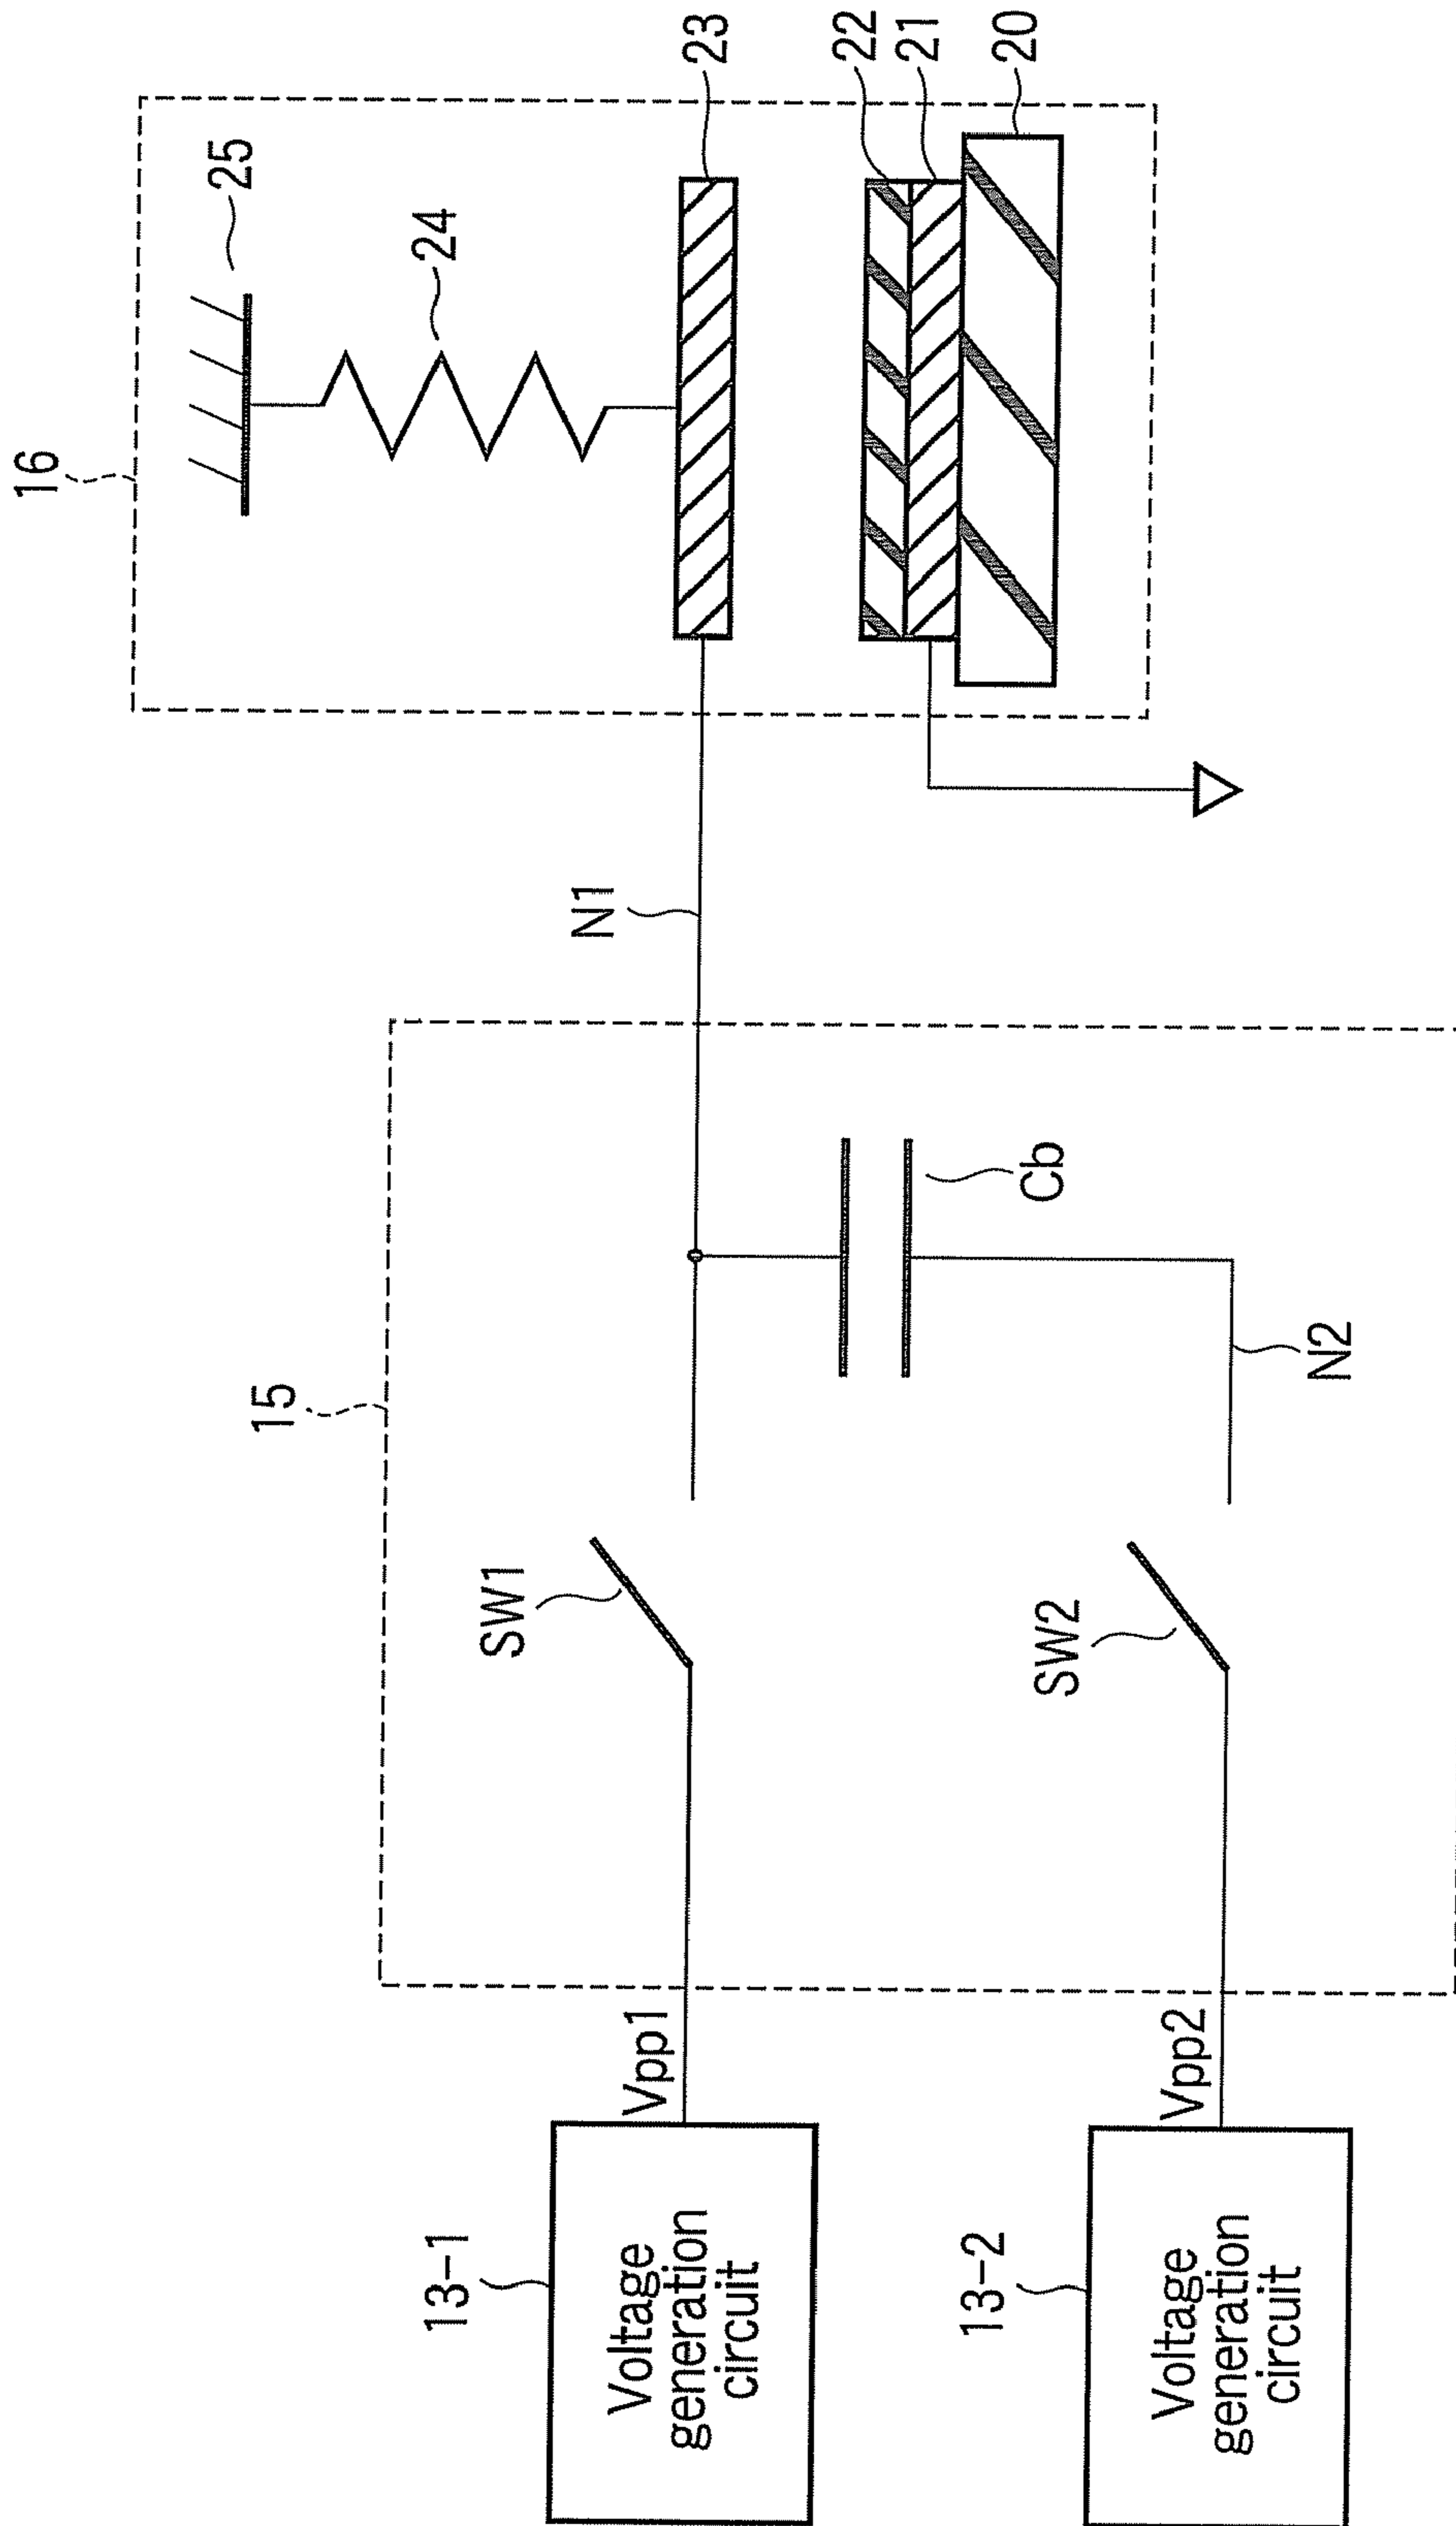 16
25
24
23
22
21
20
N1
15
SW1
Cb
N2
SW2
Vpp1
Vpp2
13-1
Voltage
generation
circuit
13-2
Voltage
generation
circuit